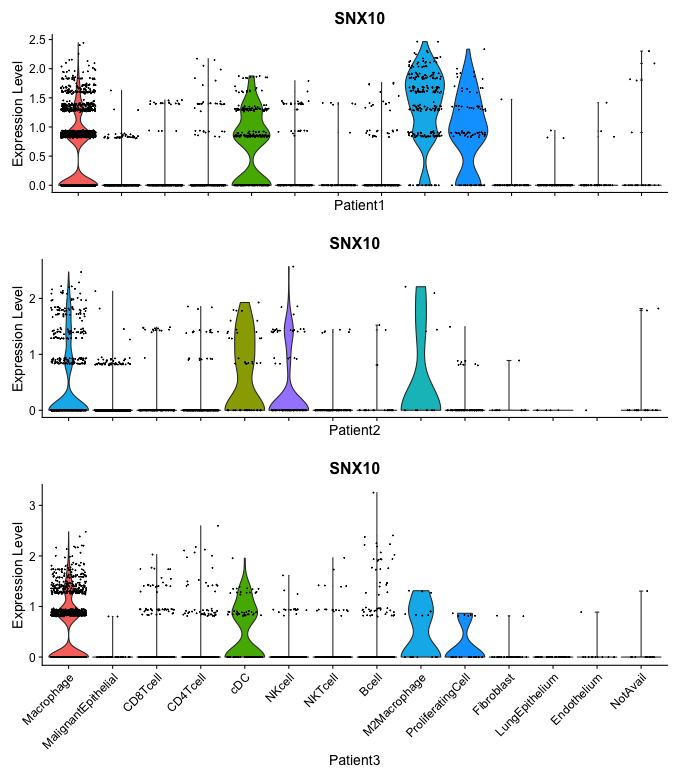 SNX10
Expression Level
2.5
2.0
1.5
1.0
0.5
0.0
Patient1
SNX10
Expression Level
2
1
0
Patient2
SNX10
Expression Level
3
2
1
0
Macrophage
MalignantEpithelial
CD8Tcell
CD4Tcell
cDC
NKcell
NKTcell
Bcell
M2Macrophage
ProliferatingCell
Fibroblast
LungEpithelium
Endothelium
NotAvail
Patient3